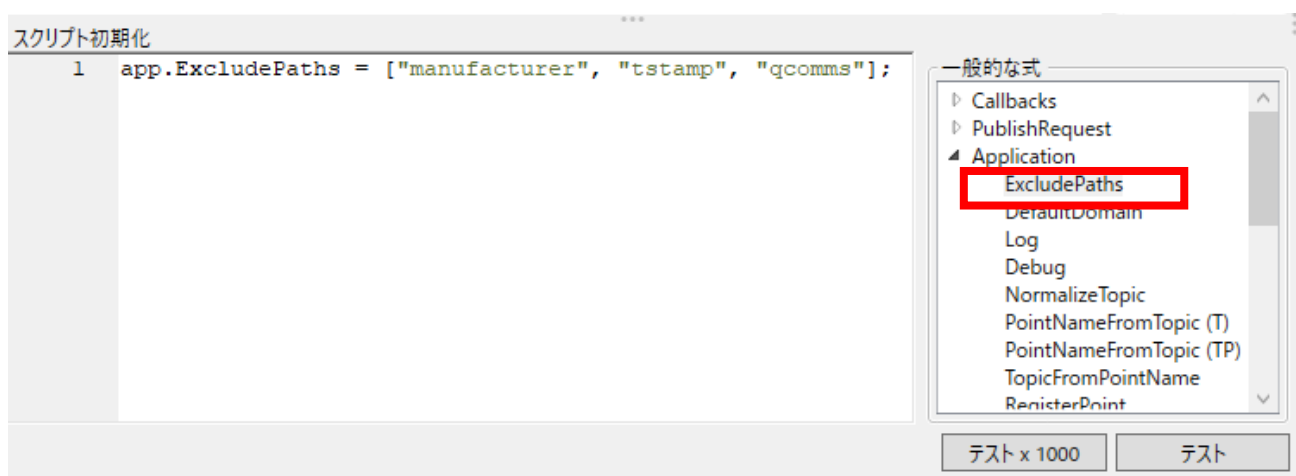 スクリプト初期化
1 app.ExcludePaths = ["manufacturer", "tstamp", "qcomms"];
一般的な式
Callbacks
PublishRequest
Application
ExcludePaths
DefaultDomain
Log
Debug
NormalizeTopic
PointNameFromTopic (T)
PointNameFromTopic (TP)
TopicFromPointName
RegisterPoint
テスト x 1000
テスト